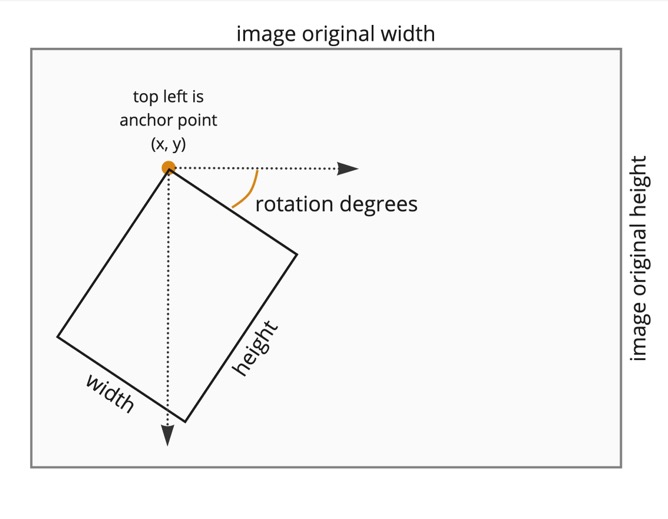 image original width
top left is
anchor point
(x, y)
rotation degrees
image original height
height
width